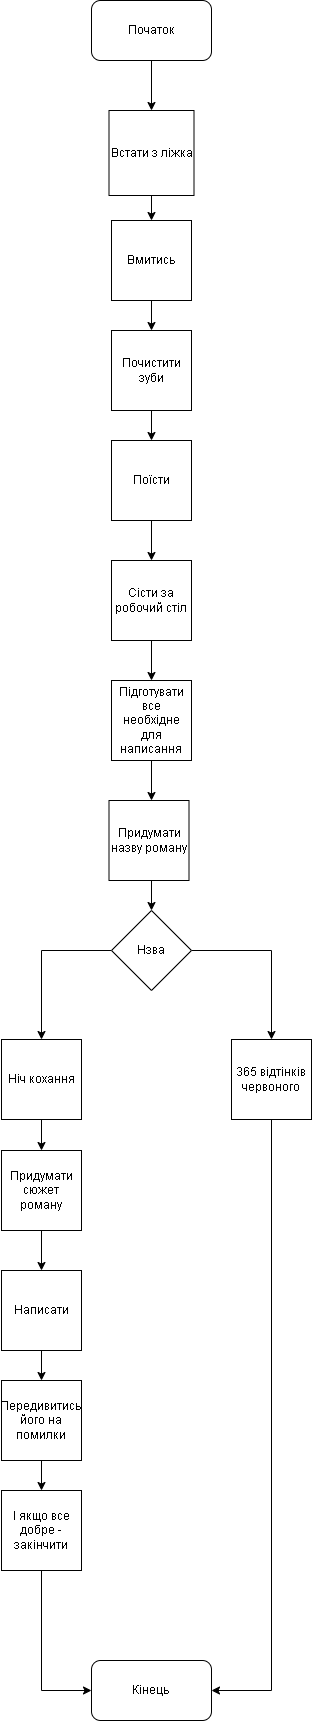 Початок
Встати з ліжка
Вмитись
Почистити
зуби
Поїсти
Сісти за
робочий стіл
Підготувати
все
необхідне
для
написання
Придумати
назву роману
Нзва
Ніч кохання
365 відтінків
червоного
Придумати
сюжет
роману
Написати
Передивитись
його на
помилки
І якщо все
добре -
закінчити
Кінець